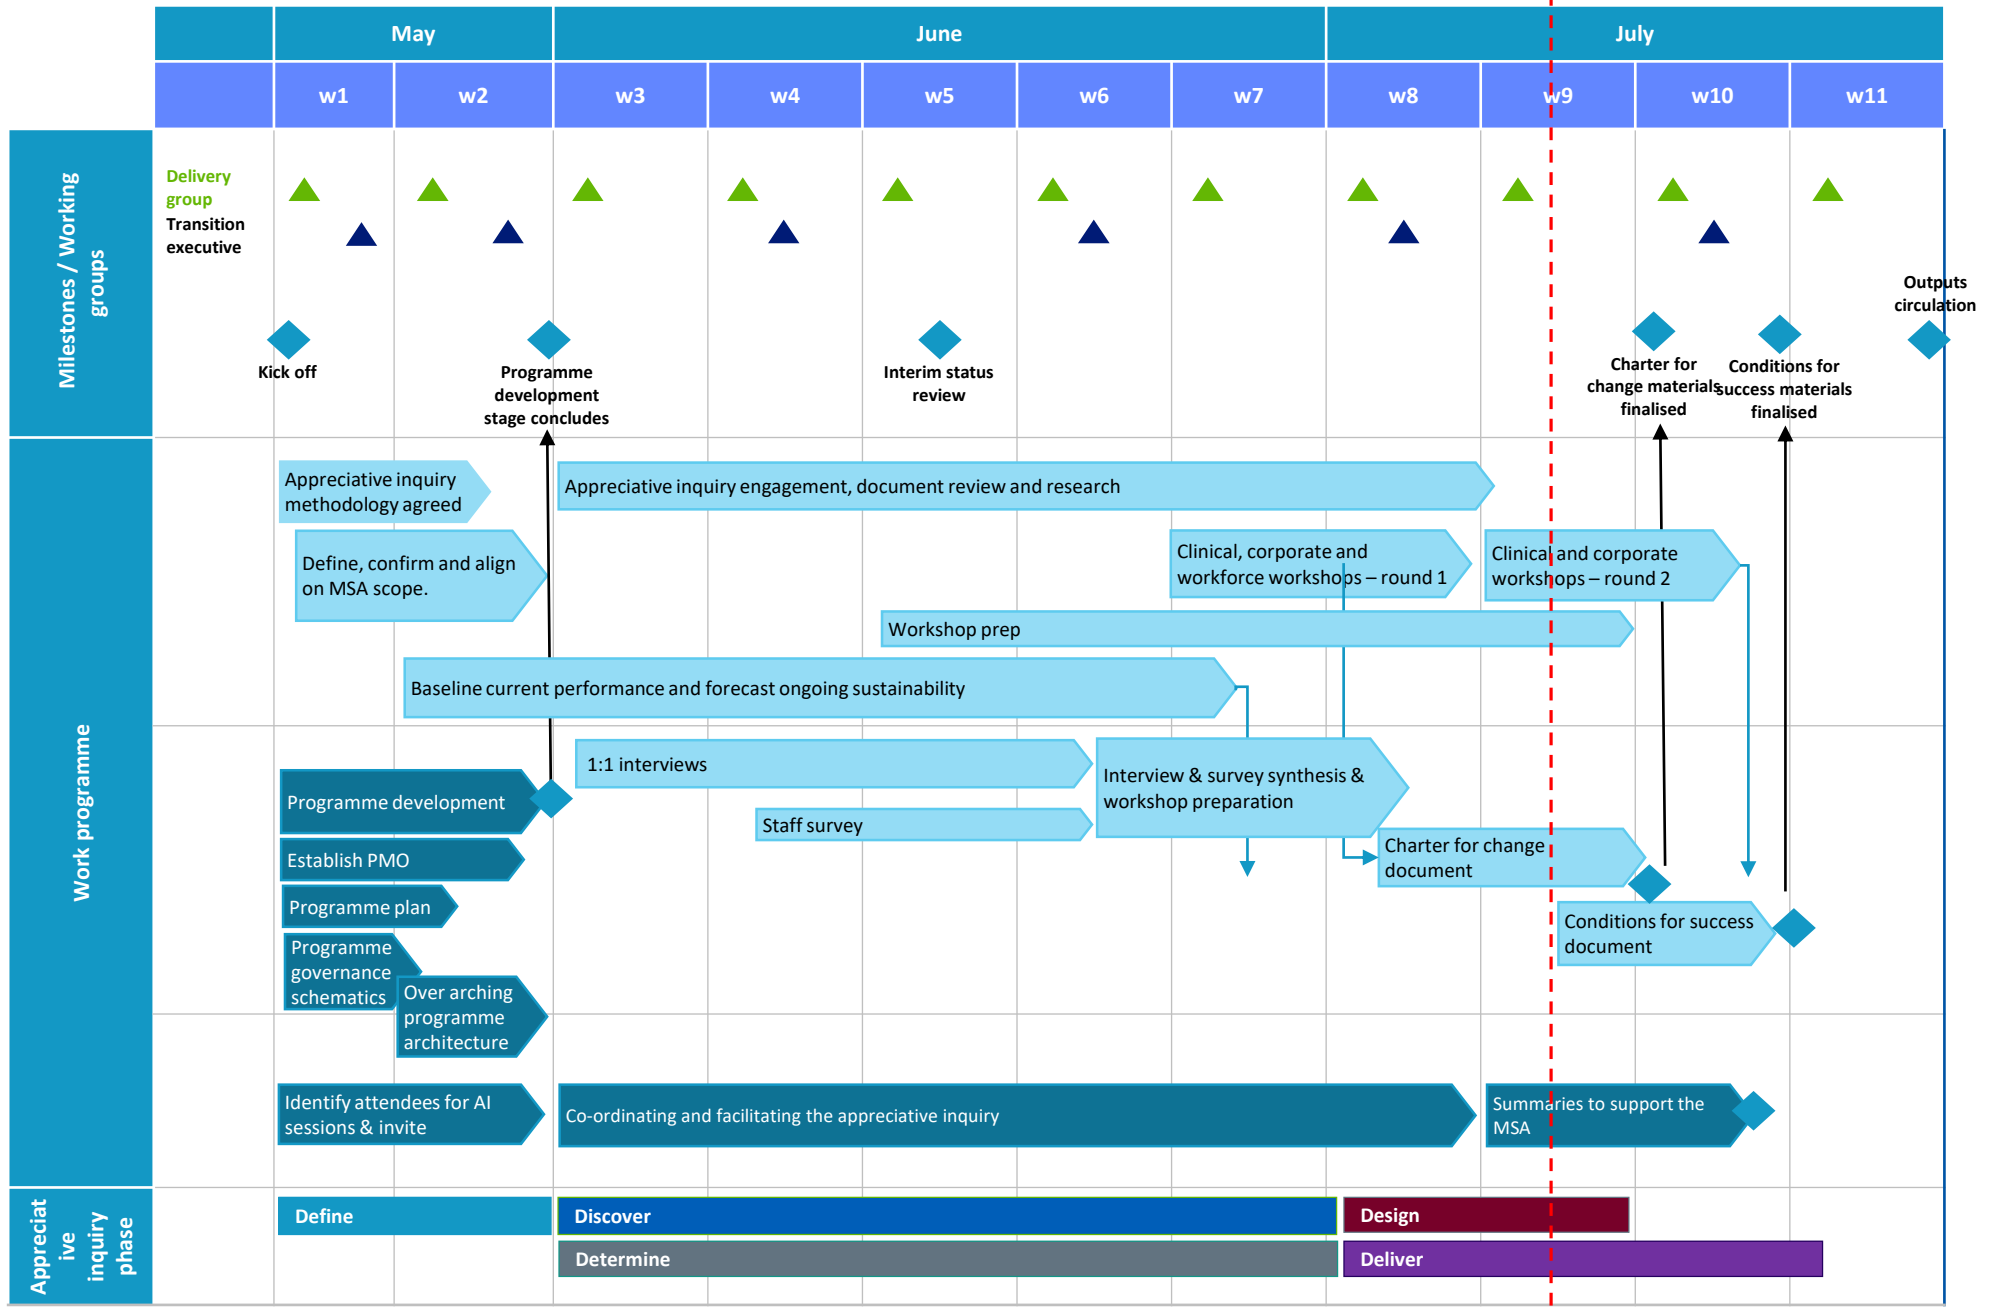 May
June
July
w1
w2
w3
w4
w5
w6
w7
w8
w9
w10
w11
Milestones / Working
groups
Delivery
group
Transition
executive
Kick off
Programme
development
stage concludes
Interim status
review
Charter for
change materials
finalised
Conditions for
success materials
finalised
Outputs
circulation
Work programme
Appreciative inquiry
methodology agreed
Appreciative inquiry engagement, document review and research
Define, confirm and align
on MSA scope.
Clinical, corporate and
workforce workshops – round 1
Clinical and corporate
workshops – round 2
Workshop prep
Baseline current performance and forecast ongoing sustainability
1:1 interviews
Interview & survey synthesis &
workshop preparation
Programme development
Staff survey
Charter for change
document
Establish PMO
Programme plan
Conditions for success
document
Programme
governance
schematics
Over arching
programme
architecture
Identify attendees for AI
sessions & invite
Co-ordinating and facilitating the appreciative inquiry
Summaries to support the
MSA
Appreciat
ive
inquiry
phase
Define
Discover
Design
Determine
Deliver